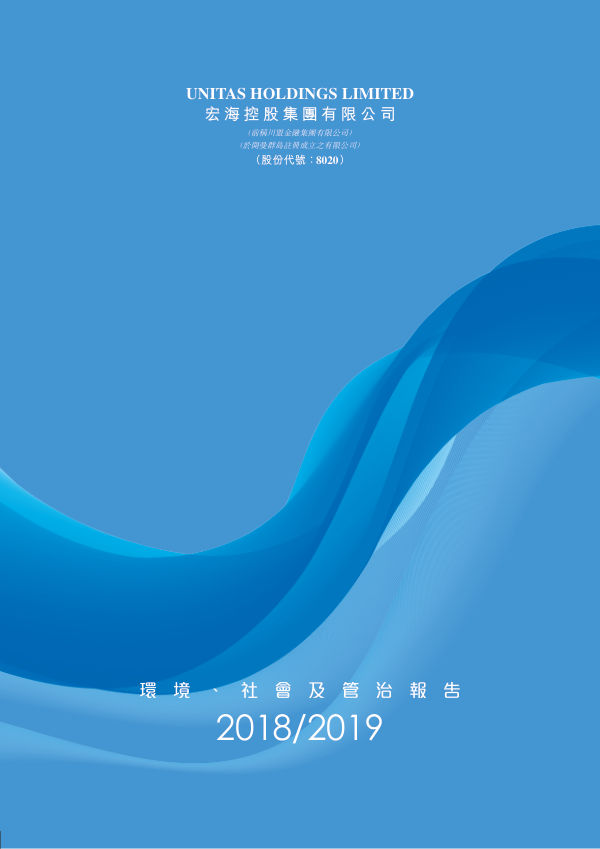 UNITAS HOLDINGS LIMITED
宏海控股集團有限公司
（前稱川盟金融集團有限公司）
（於開曼群島註冊成立之有限公司）
（股份代號：8020）
環境、社會及管治報告
2018/2019